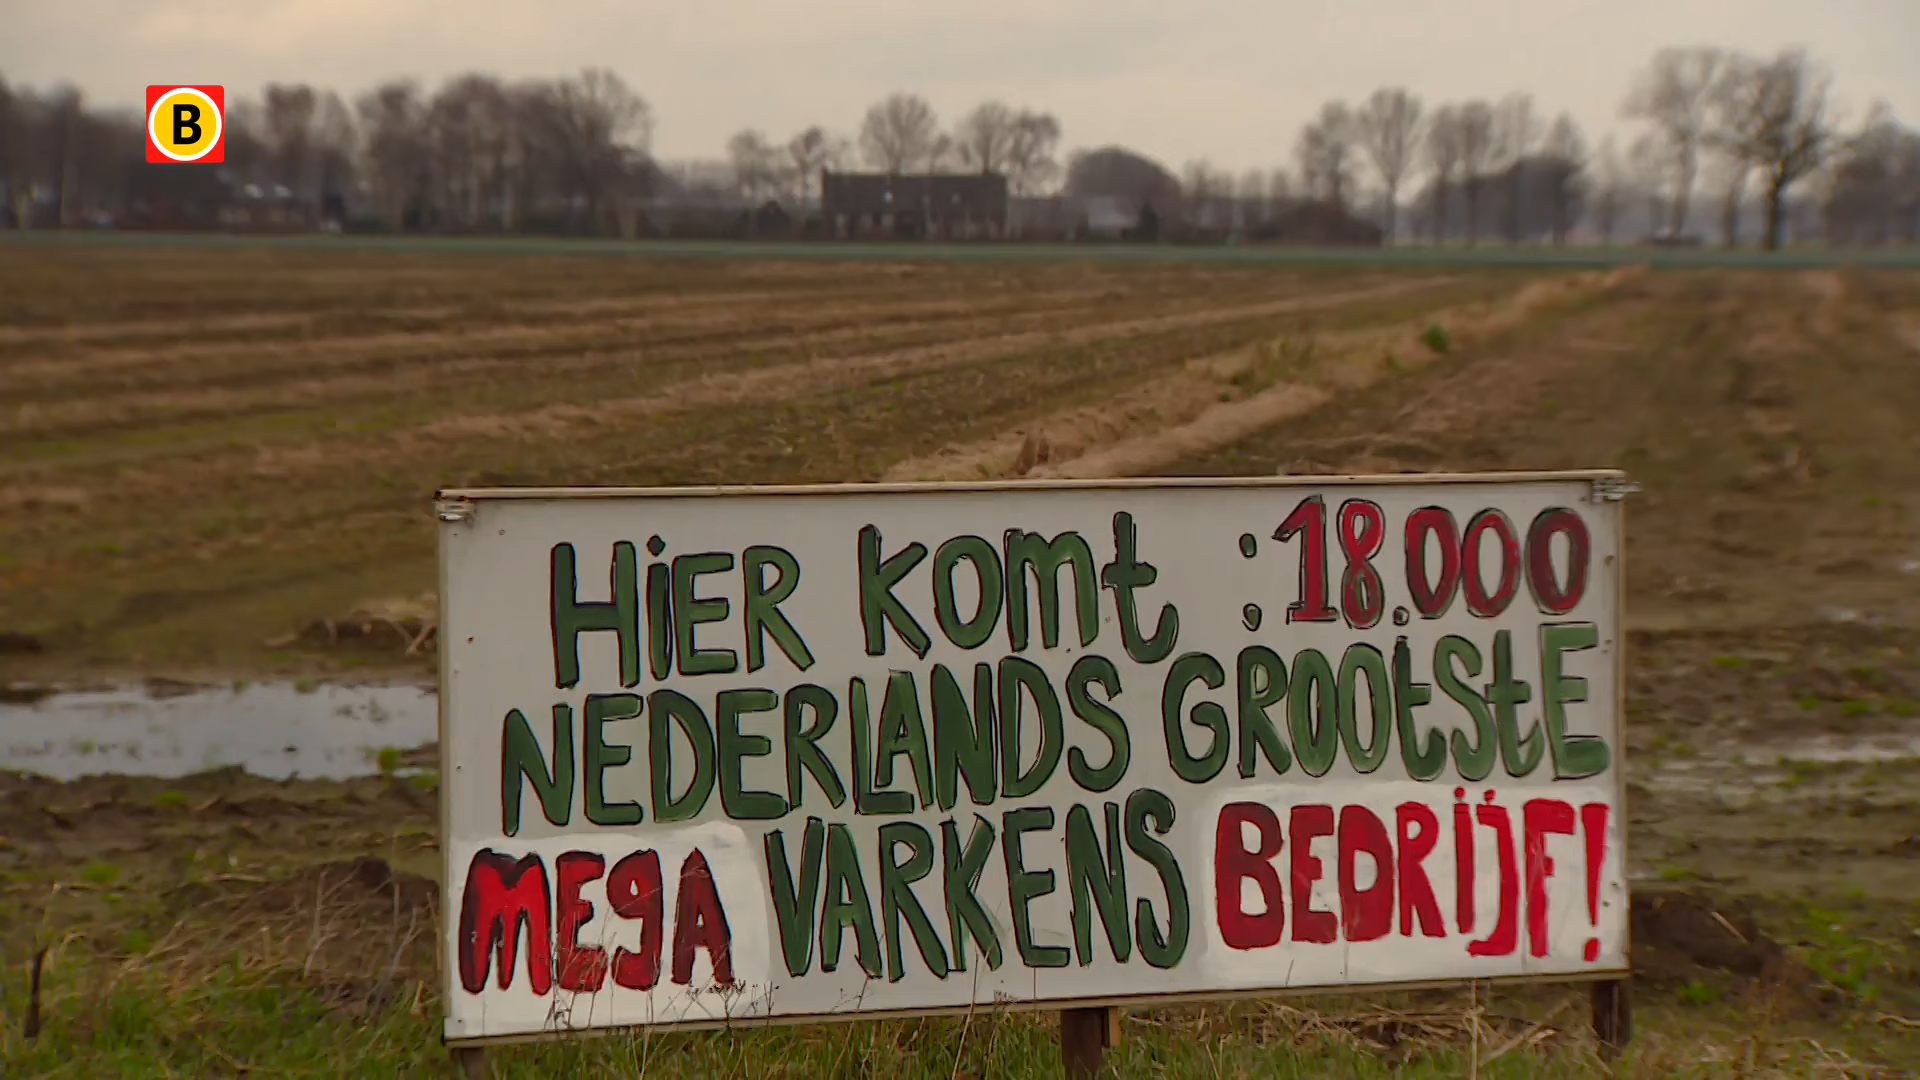 B
HiER komt :18.000
NEDERLANDS GROOtStE
MEgA VARKENS BEDRIJF!